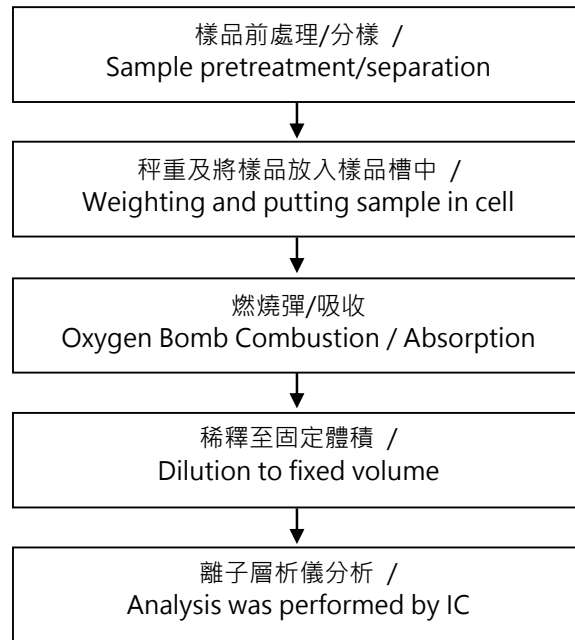 樣品前處理/分樣 /
Sample pretreatment/separation
秤重及將樣品放入樣品槽中 /
Weighting and putting sample in cell
燃燒彈/吸收
Oxygen Bomb Combustion / Absorption
稀釋至固定體積 /
Dilution to fixed volume
離子層析儀分析 /
Analysis was performed by IC